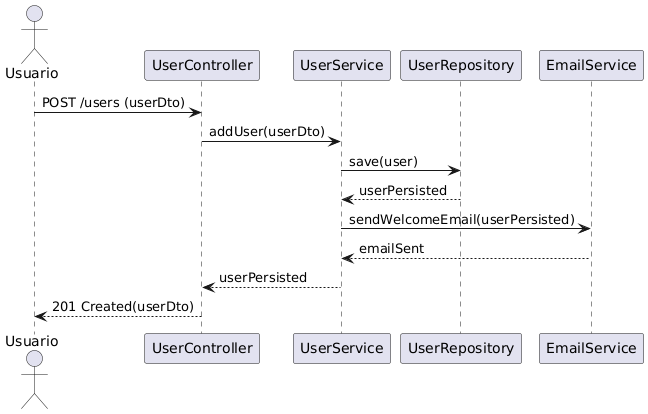 Usuario
UserController
UserService
UserRepository
EmailService
POST /users (userDto)
addUser(userDto)
save(user)
userPersisted
sendWelcomeEmail(userPersisted)
emailSent
userPersisted
201 Created(userDto)
Usuario
UserController
UserService
UserRepository
EmailService